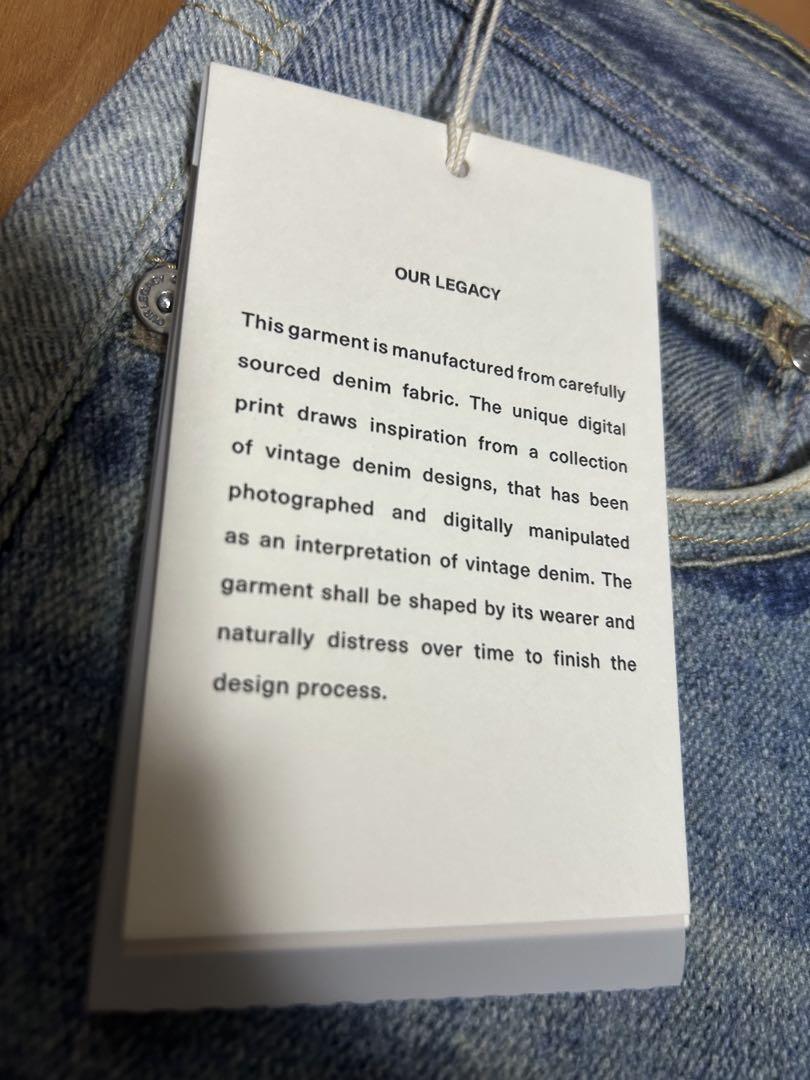 OUR LEGACY
This garment is manufactured from carefully
sourced denim fabric. The unique digital
print draws inspiration from a collection
of vintage denim designs, that has been
photographed and digitally manipulated
as an interpretation of vintage denim. The
garment shall be shaped by its wearer and
naturally distress over time to finish the
design process.
OUR LEGACY